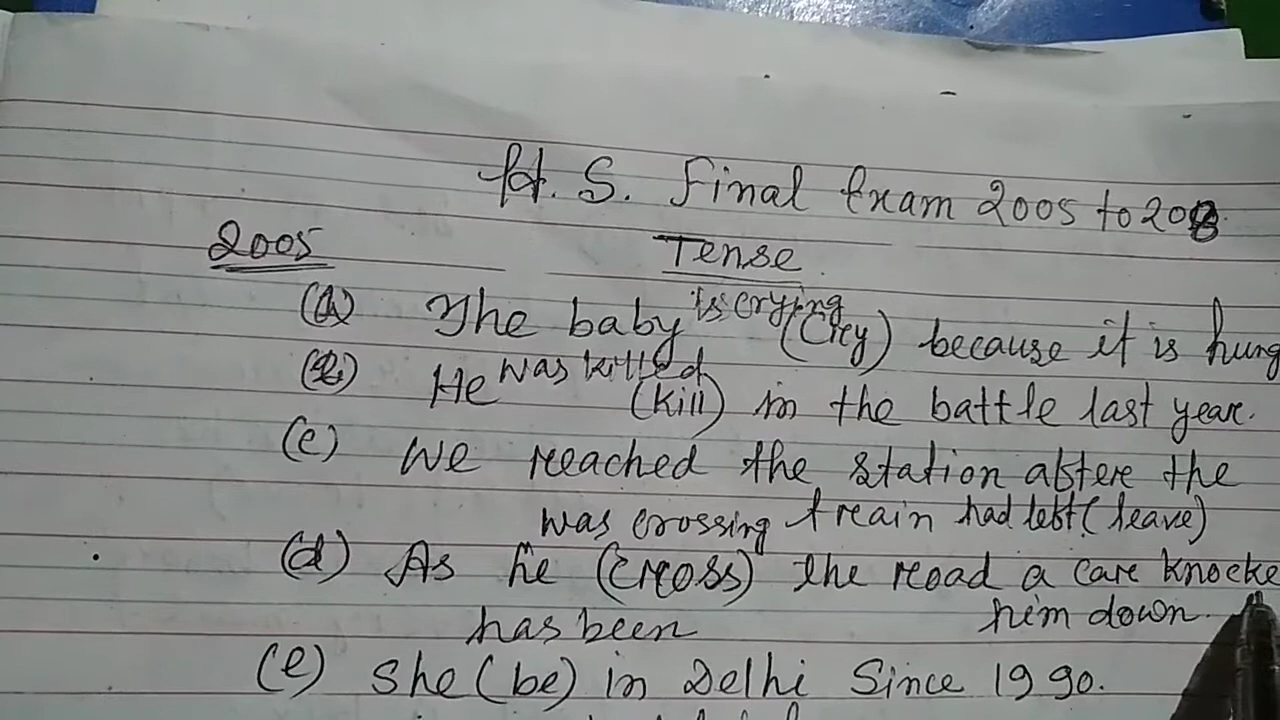 H.S. Final Exam 2005 to 2008
2005 Tense
(a) The baby is crying (Cry) because it is hung
(b) He was killed (Kill) in the battle last year.
(c) We reached the station after the
train had left (leave)
was crossing
(d) As he (cross) the road a car knocke
him down.
has been
(e) She (be) in Delhi Since 1990.